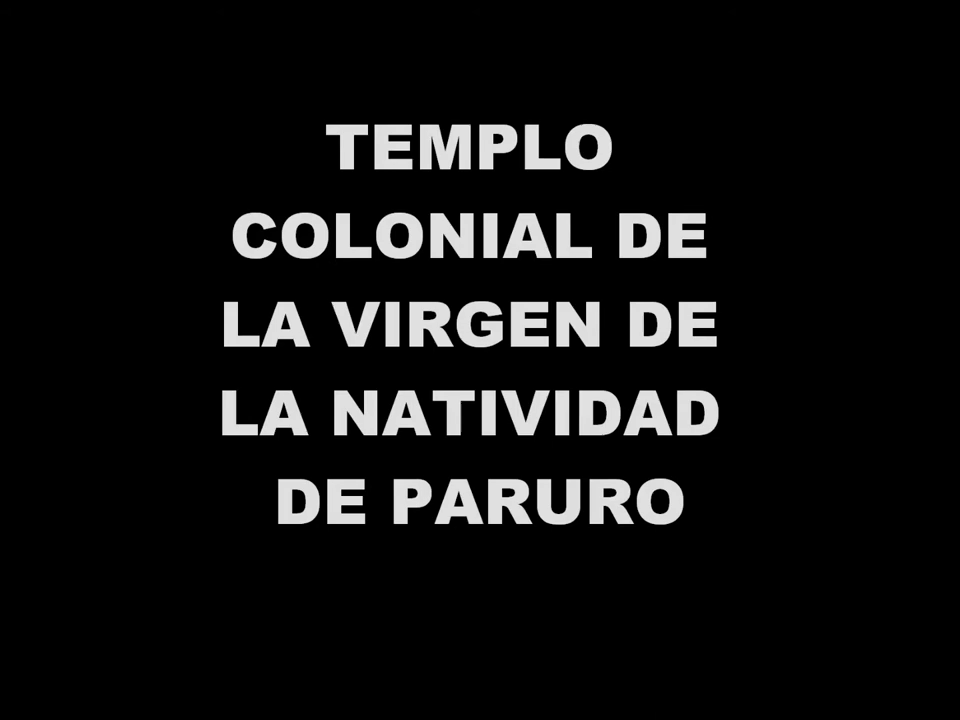 TEMPLO
COLONIAL DE
LA VIRGEN DE
LA NATIVIDAD
DE PARURO